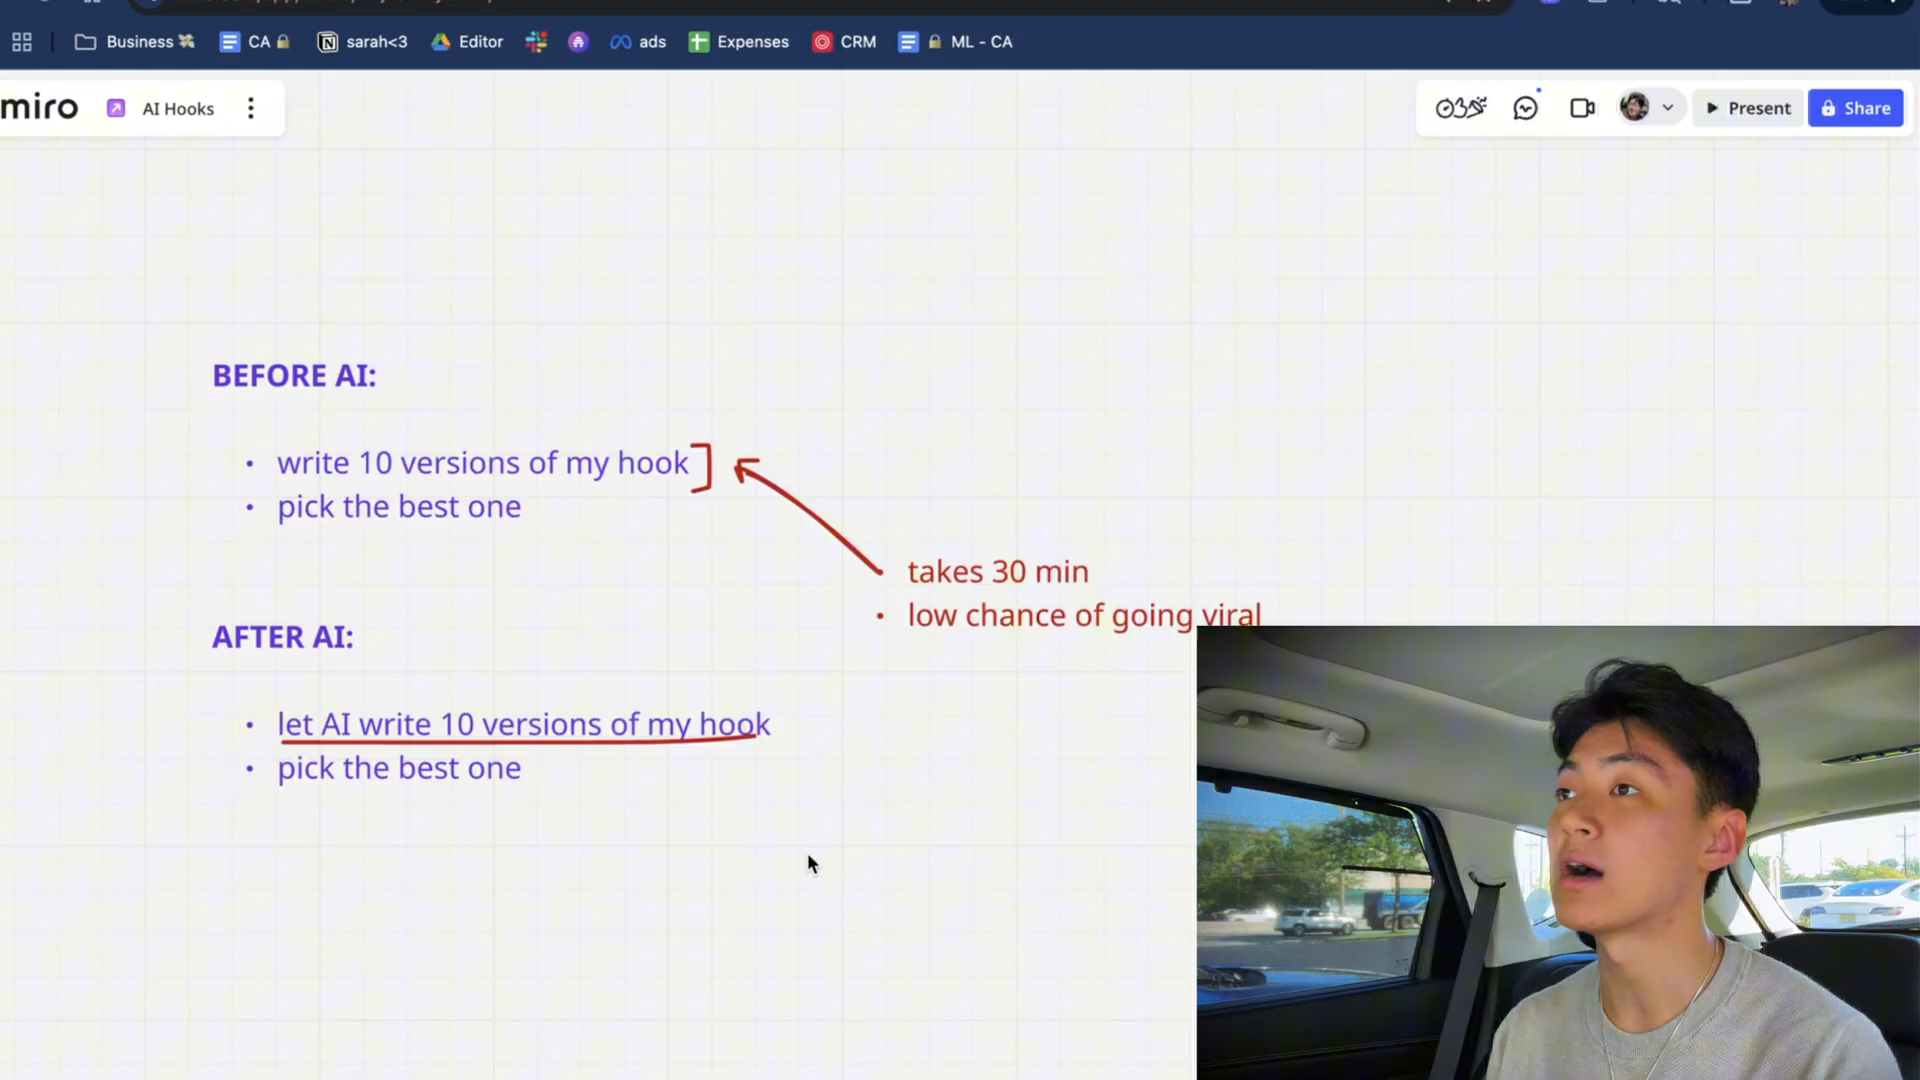 Business
CA
sarah<3
Editor
ads
Expenses
CRM
ML - CA
miro
AI Hooks
Present
Share
BEFORE AI:
• write 10 versions of my hook
• pick the best one
• takes 30 min
• low chance of going viral
AFTER AI:
• let AI write 10 versions of my hook
• pick the best one